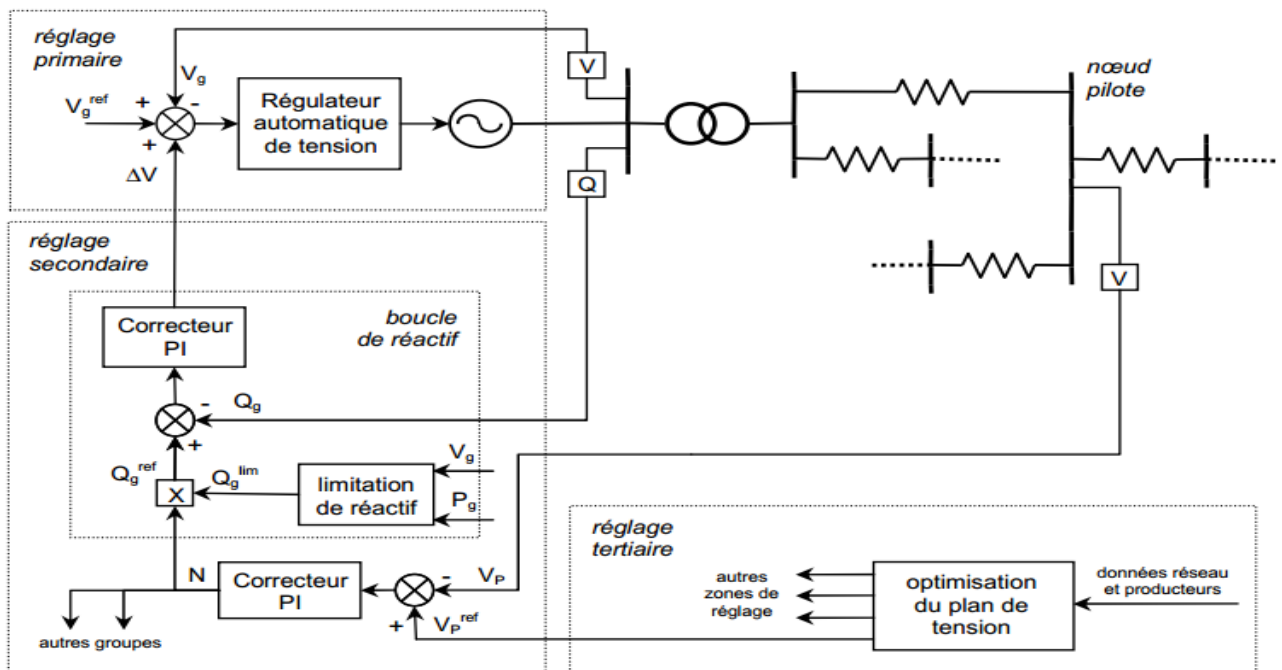 réglage
primaire
V
V_g
nœud
pilote
V_g^ref
+
-
+
Régulateur
automatique
de tension
ΔV
Q
réglage
secondaire
V
boucle
de réactif
Correcteur
PI
-
Q_g
+
Q_g^ref
Q_g^lim
X
limitation
de réactif
V_g
P_g
réglage
tertiaire
N
Correcteur
PI
-
V_P
+
V_P^ref
autres groupes
autres
zones de
réglage
optimisation
du plan de
tension
données réseau
et producteurs